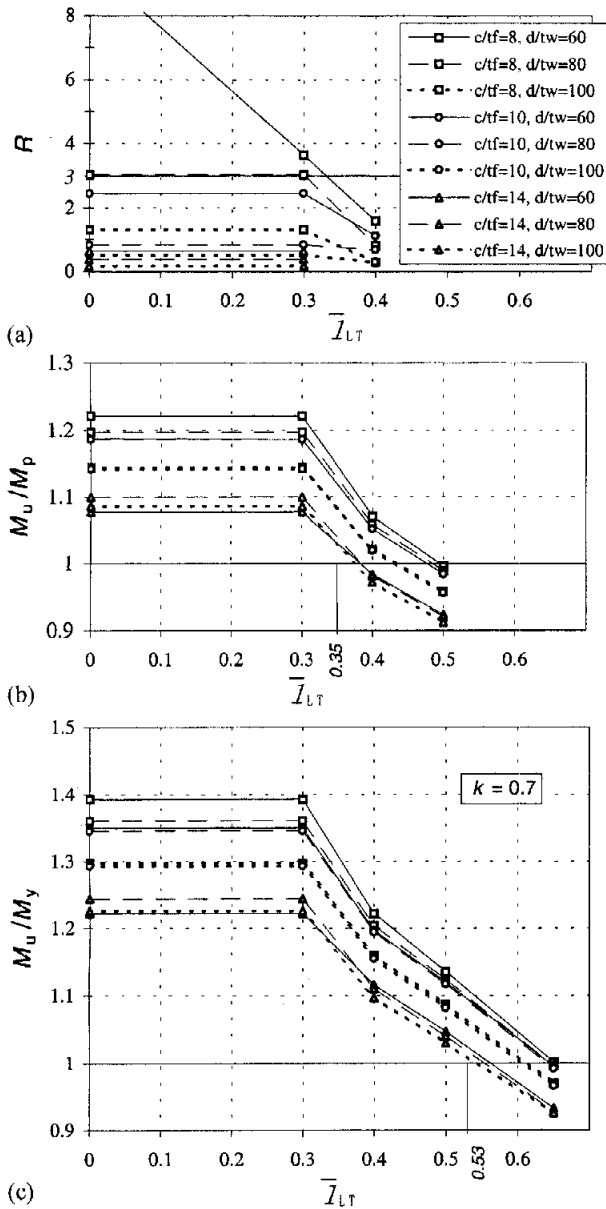 8
6
4
3
2
0
R
0
0.1
0.2
0.3
0.4
0.5
0.6
c/tf=8, d/tw=60
c/tf=8, d/tw=80
c/tf=8, d/tw=100
c/tf=10, d/tw=60
c/tf=10, d/tw=80
c/tf=10, d/tw=100
c/tf=14, d/tw=60
c/tf=14, d/tw=80
c/tf=14, d/tw=100
(a)
l̅LT
1.3
1.2
1.1
1
0.9
Mu/Mp
0
0.1
0.2
0.3
0.35
0.4
0.5
0.6
(b)
l̅LT
1.5
1.4
1.3
1.2
1.1
1
0.9
Mu/My
k = 0.7
0
0.1
0.2
0.3
0.4
0.5
0.53
0.6
(c)
l̅LT